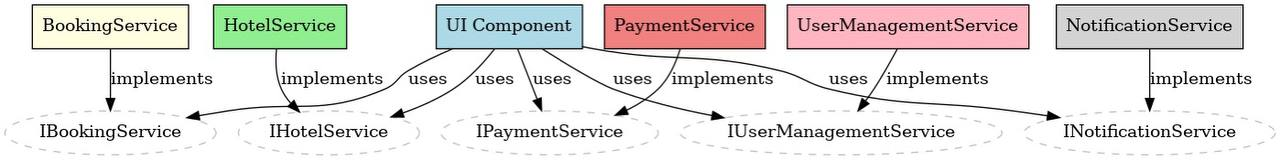 BookingService
HotelService
UI Component
PaymentService
UserManagementService
NotificationService
implements
implements
uses
uses
uses
uses
implements
implements
uses
implements
IBookingService
IHotelService
IPaymentService
IUserManagementService
INotificationService